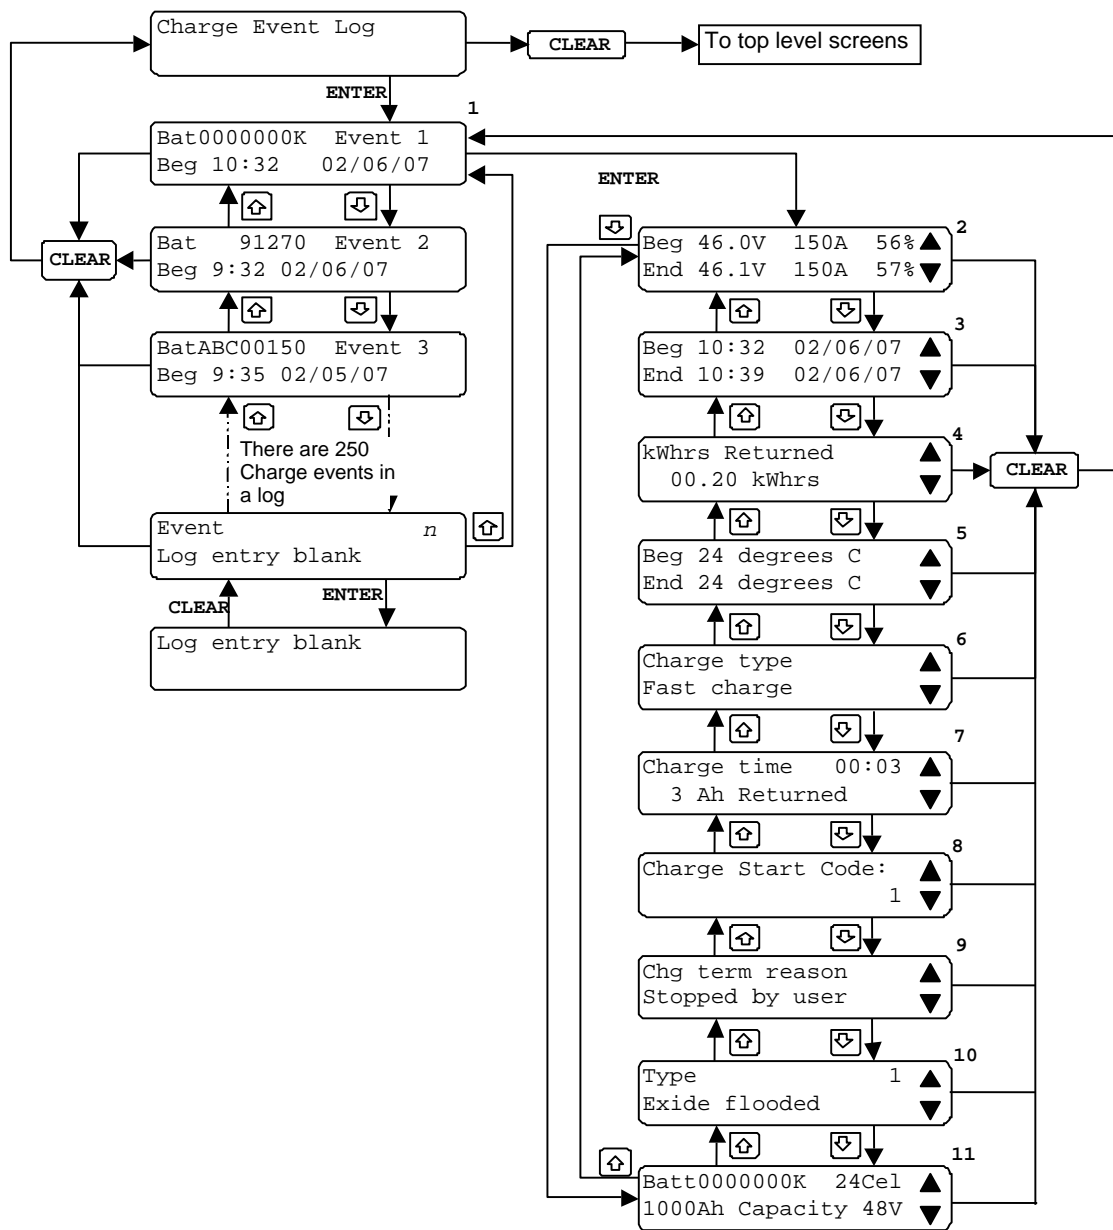 Charge Event Log
CLEAR
To top level screens
ENTER
1
Bat0000000K  Event 1
Beg 10:32   02/06/07
ENTER
CLEAR
Bat   91270  Event 2
Beg 9:32 02/06/07
BatABC00150  Event 3
Beg 9:35 02/05/07
There are 250
Charge events in
a log
Event              n
Log entry blank
CLEAR
ENTER
Log entry blank
2
Beg 46.0V  150A  56%
End 46.1V  150A  57%
3
Beg 10:32  02/06/07
End 10:39  02/06/07
4
kWhrs Returned
00.20 kWhrs
CLEAR
5
Beg 24 degrees C
End 24 degrees C
6
Charge type
Fast charge
7
Charge time   00:03
3 Ah Returned
8
Charge Start Code:
1
9
Chg term reason
Stopped by user
10
Type              1
Exide flooded
11
Batt0000000K  24Cel
1000Ah Capacity 48V